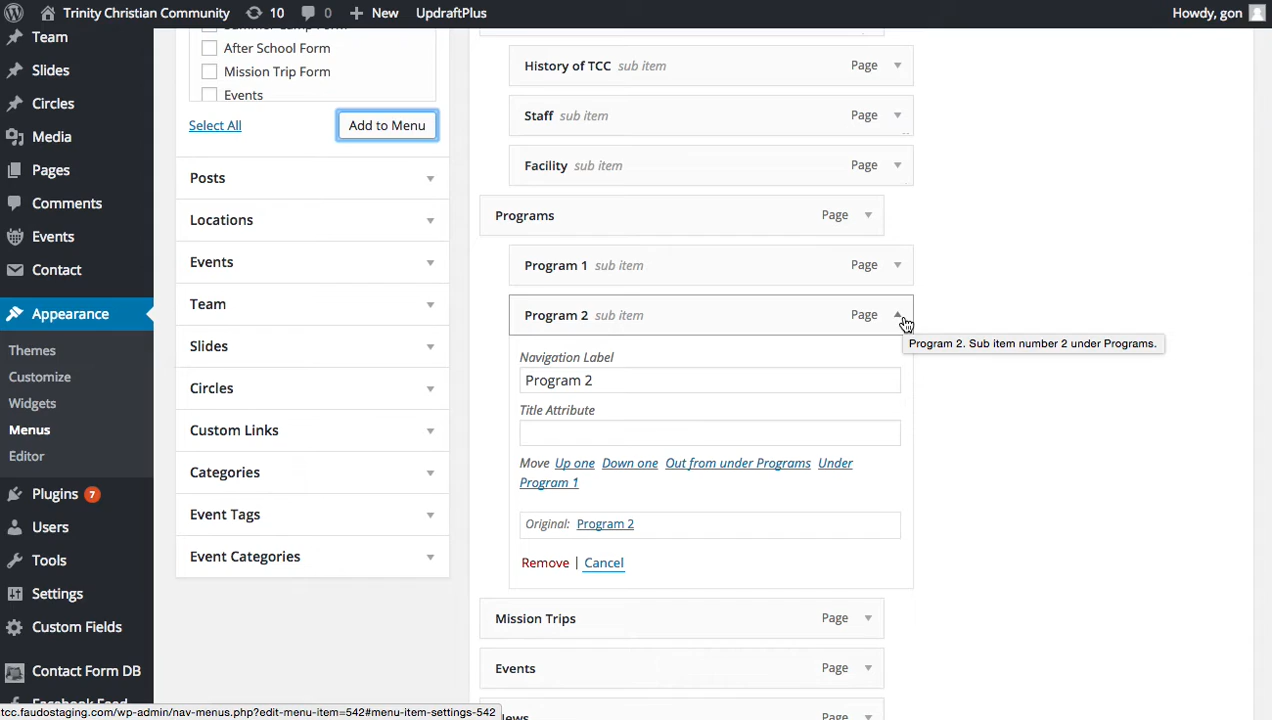 Trinity Christian Community 10 0 New UpdraftPlus Howdy, gon
Team
Slides
Circles
Media
Pages
Comments
Events
Contact
Appearance
Themes
Customize
Widgets
Menus
Editor
Plugins 7
Users
Tools
Settings
Custom Fields
Contact Form DB
Facebook Feed
Summer Camp Form
After School Form
Mission Trip Form
Events
Select All Add to Menu
Posts
Locations
Events
Team
Slides
Circles
Custom Links
Categories
Event Tags
Event Categories
History of TCC sub item Page
Staff sub item Page
Facility sub item Page
Programs Page
Program 1 sub item Page
Program 2 sub item Page
Program 2. Sub item number 2 under Programs.
Navigation Label
Program 2
Title Attribute
Move Up one Down one Out from under Programs Under
Program 1
Original: Program 2
Remove | Cancel
Mission Trips Page
Events Page
News Page
tcc.faudostaging.com/wp-admin/nav-menus.php?edit-menu-item=542#menu-item-settings-542